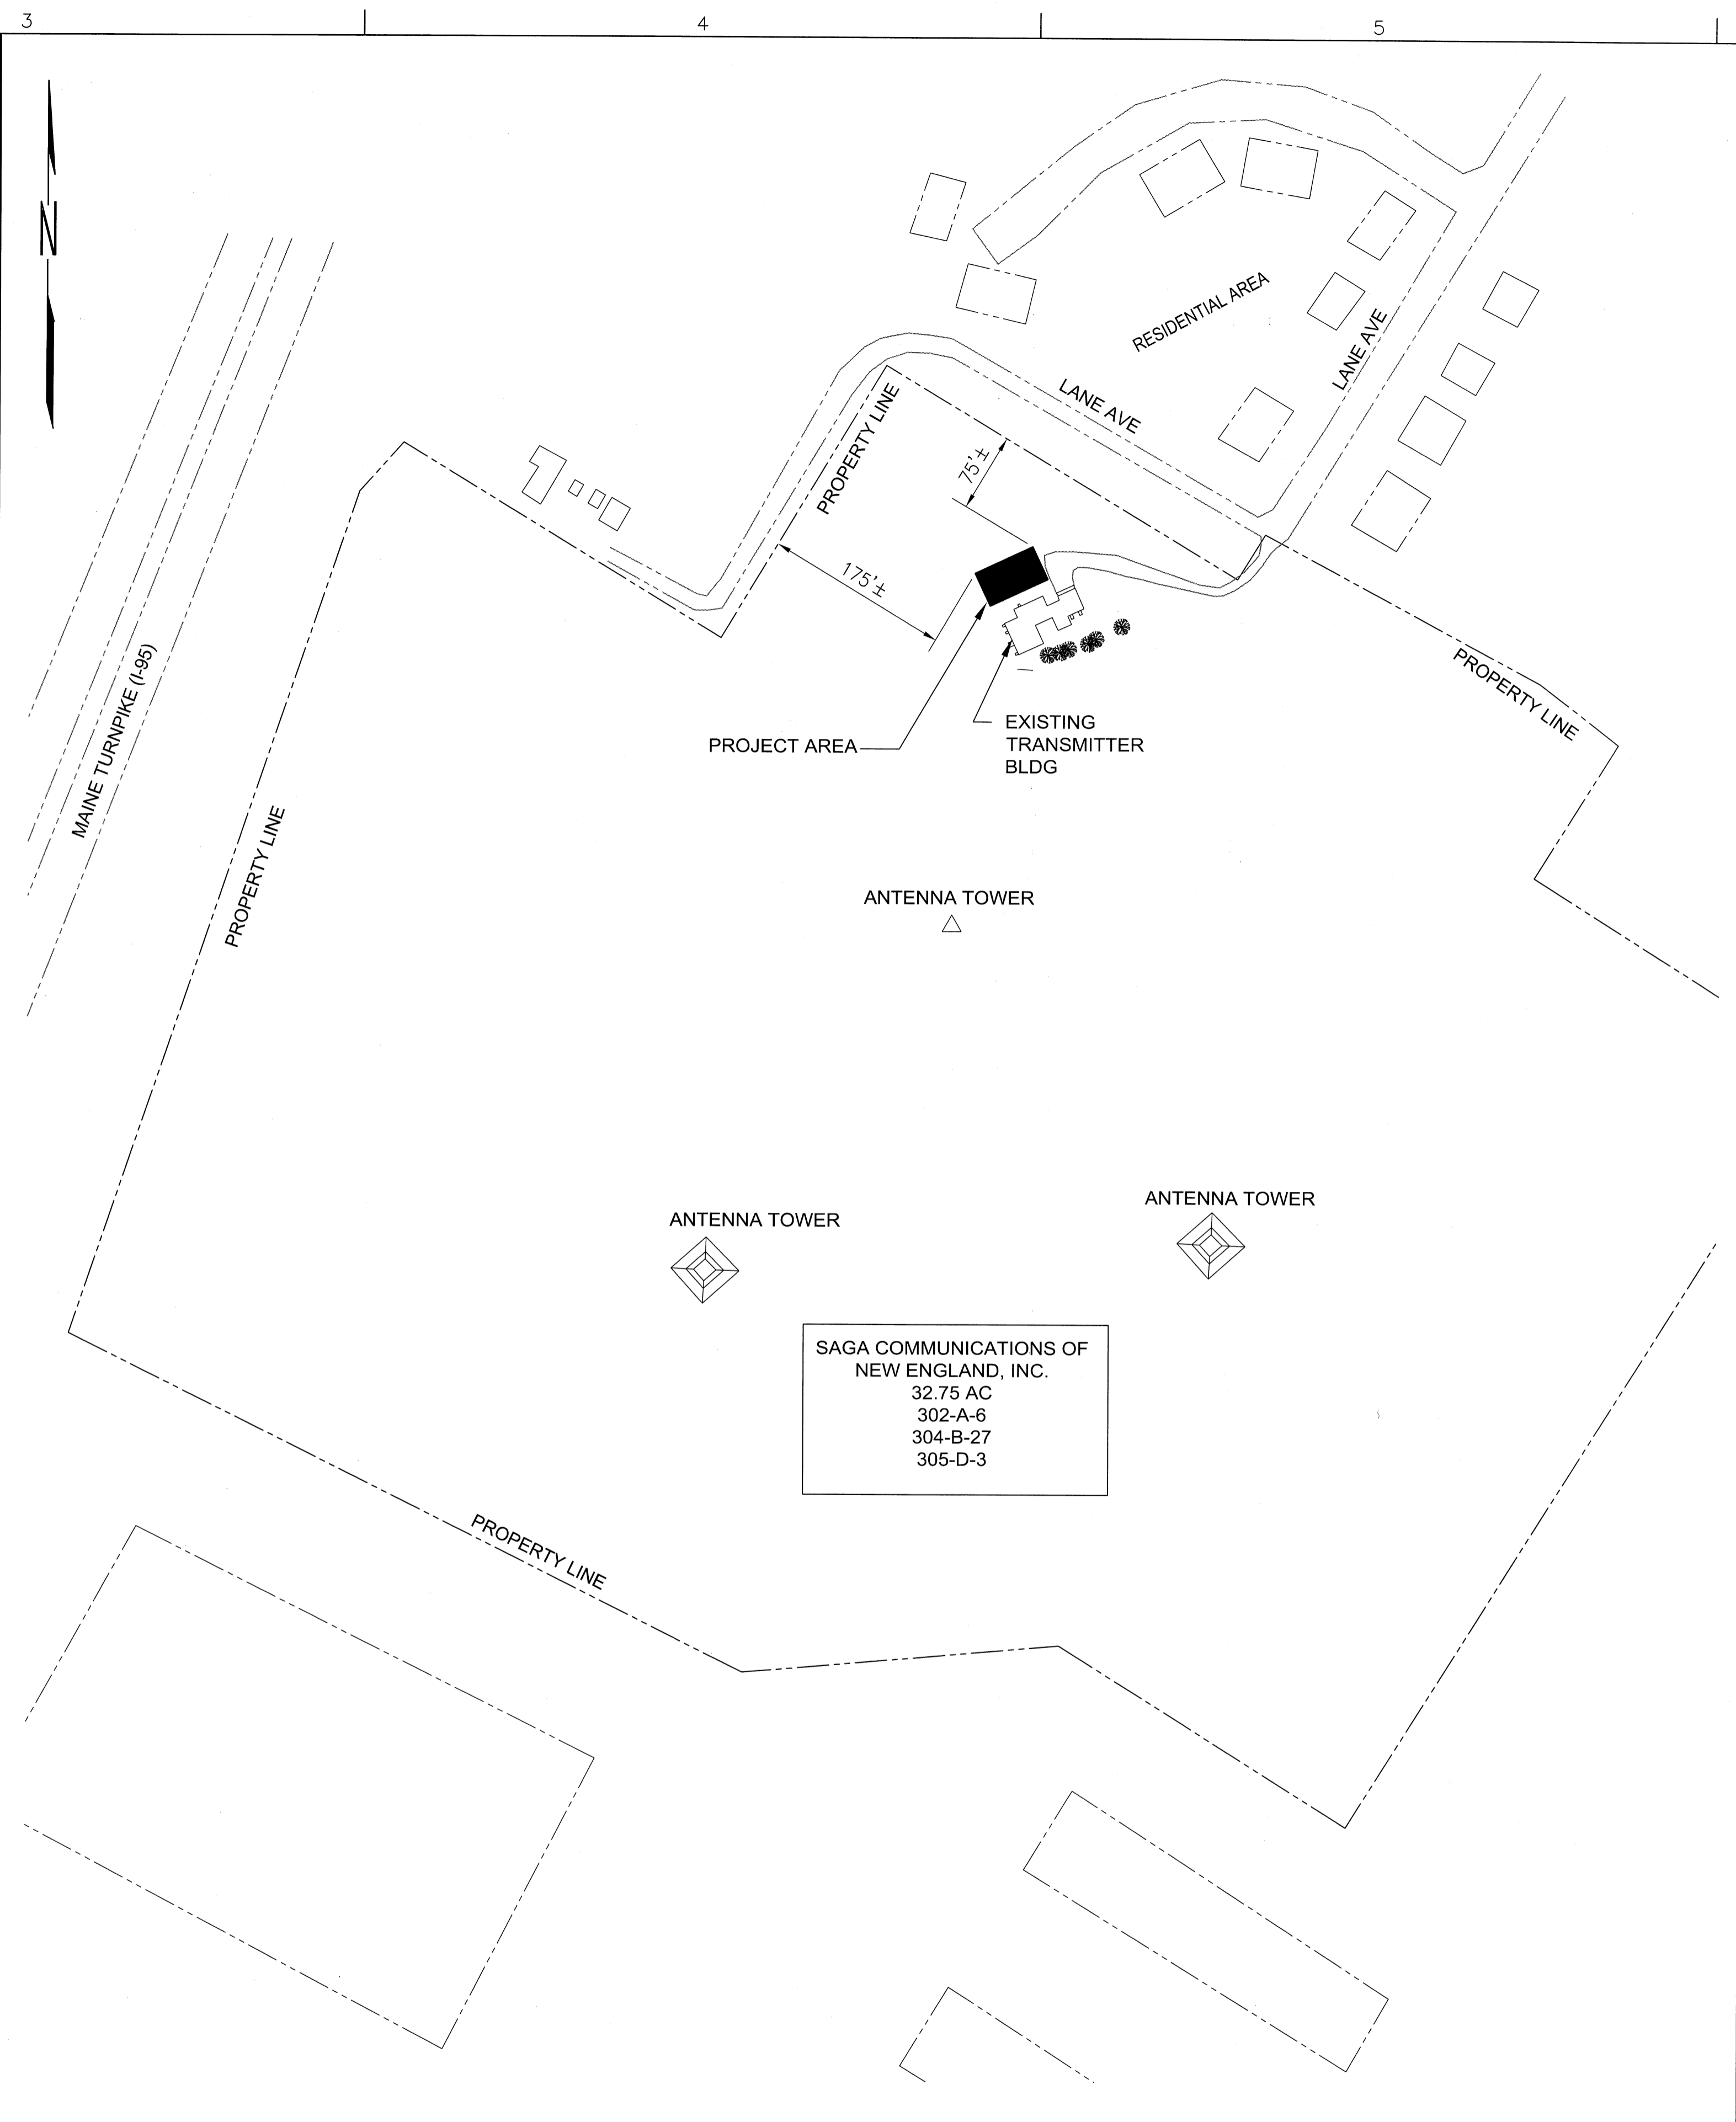 3
4
5
N
RESIDENTIAL AREA
LANE AVE
LANE AVE
PROPERTY LINE
75'±
175'±
PROPERTY LINE
MAINE TURNPIKE (I-95)
PROJECT AREA
EXISTING
TRANSMITTER
BLDG
PROPERTY LINE
ANTENNA TOWER
ANTENNA TOWER
ANTENNA TOWER
SAGA COMMUNICATIONS OF
NEW ENGLAND, INC.
32.75 AC
302-A-6
304-B-27
305-D-3
PROPERTY LINE